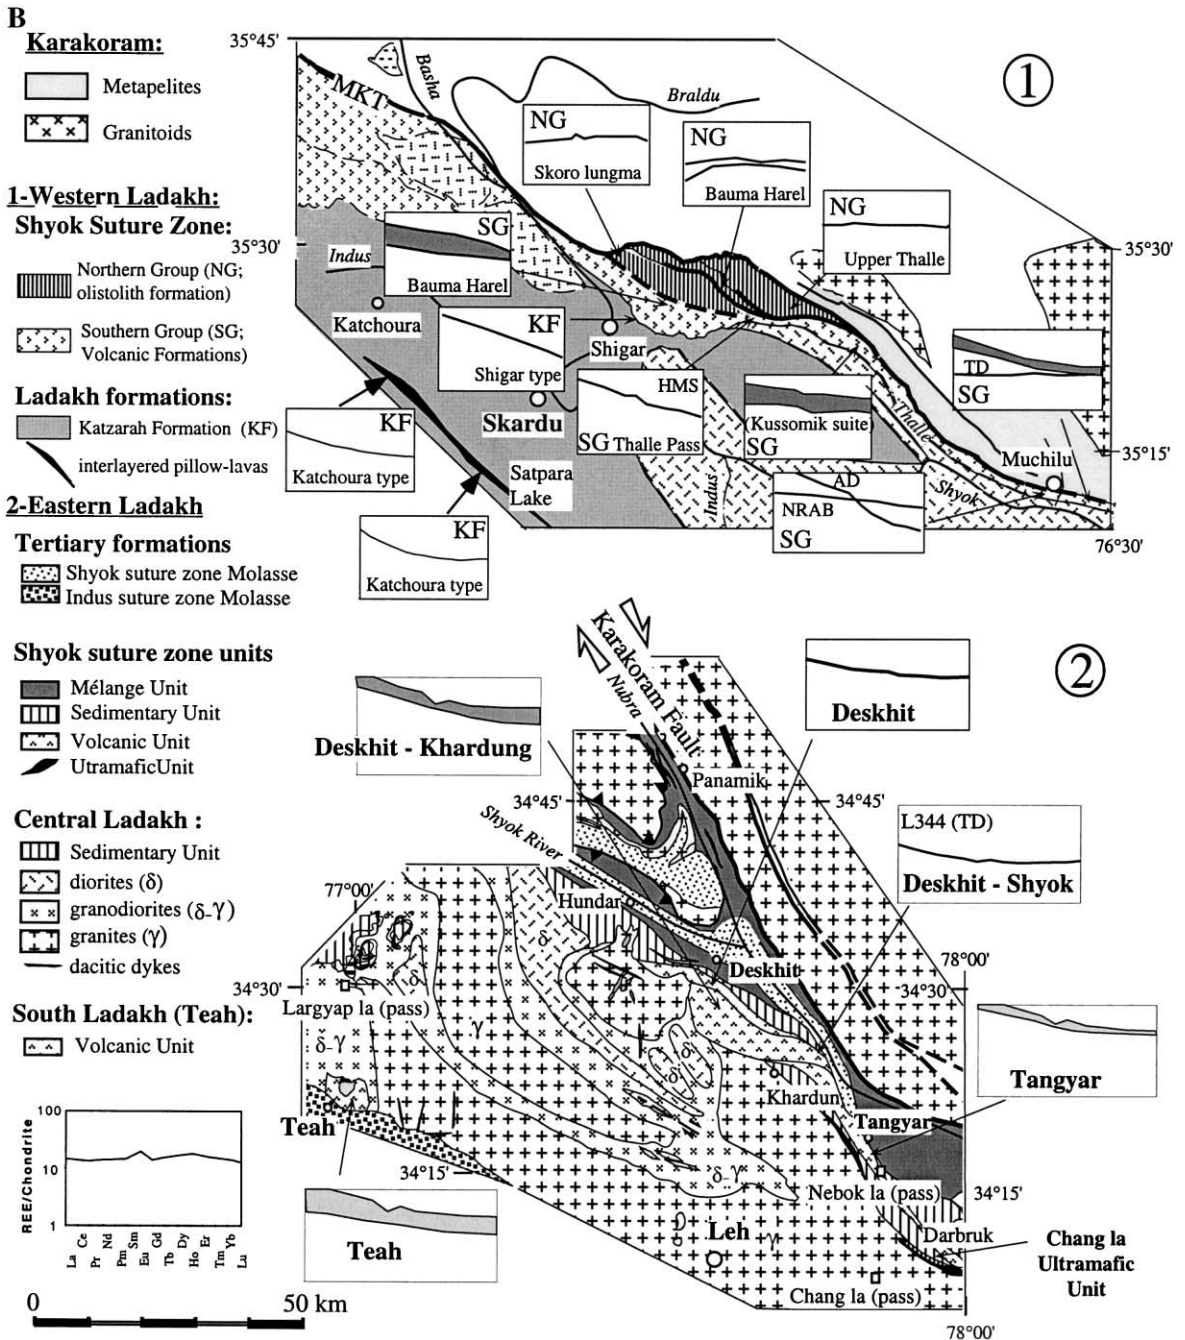 B
Karakoram:
Metapelites
Granitoids
1-Western Ladakh:
Shyok Suture Zone:
Northern Group (NG;
olistolith formation)
Southern Group (SG;
Volcanic Formations)
Ladakh formations:
Katzarah Formation (KF)
interlayered pillow-lavas
2-Eastern Ladakh
Tertiary formations
Shyok suture zone Molasse
Indus suture zone Molasse
Shyok suture zone units
Mélange Unit
Sedimentary Unit
Volcanic Unit
UtramaficUnit
Central Ladakh :
Sedimentary Unit
diorites (δ)
granodiorites (δ-γ)
granites (γ)
dacitic dykes
South Ladakh (Teah):
Volcanic Unit
100
10
1
REE/Chondrite
La
Ce
Pr
Nd
Pm
Sm
Eu
Gd
Tb
Dy
Ho
Er
Tm
Yb
Lu
0
50 km
1
35°45'
MKT
Basha
Braldu
NG
Skoro lungma
NG
Bauma Harel
NG
Upper Thalle
35°30'
35°30'
Indus
SG
Bauma Harel
Katchoura
KF
Shigar type
Shigar
Skardu
HMS
SG Thalle Pass
(Kussomik suite)
SG
TD
SG
Thalle
Muchilu
35°15'
KF
Katchoura type
Satpara
Lake
KF
Katchoura type
Indus
AD
NRAB
SG
Shyok
76°30'
2
Karakoram Fault
Nubra
Deskhit
Deskhit - Khardung
Panamik
34°45'
34°45'
Shyok River
L344 (TD)
Deskhit - Shyok
77°00'
Hundar
δ
γ
Deskhit
78°00'
34°30'
34°30'
Largyap la (pass)
δ
γ
δ-γ
δ
δ
Khardun
Tangyar
Teah
Tangyar
34°15'
δ-γ
Nebok la (pass)
34°15'
Teah
Leh
γ
Darbruk
Chang la
Ultramafic
Unit
Chang la (pass)
78°00'